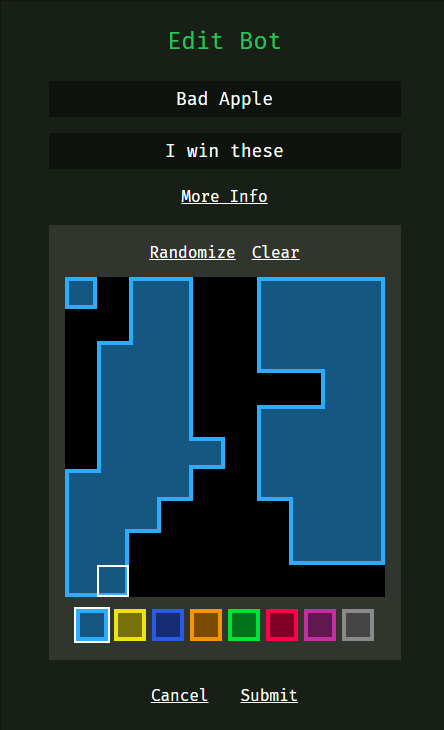 Edit Bot
Bad Apple
I win these
More Info
Randomize Clear
Cancel Submit